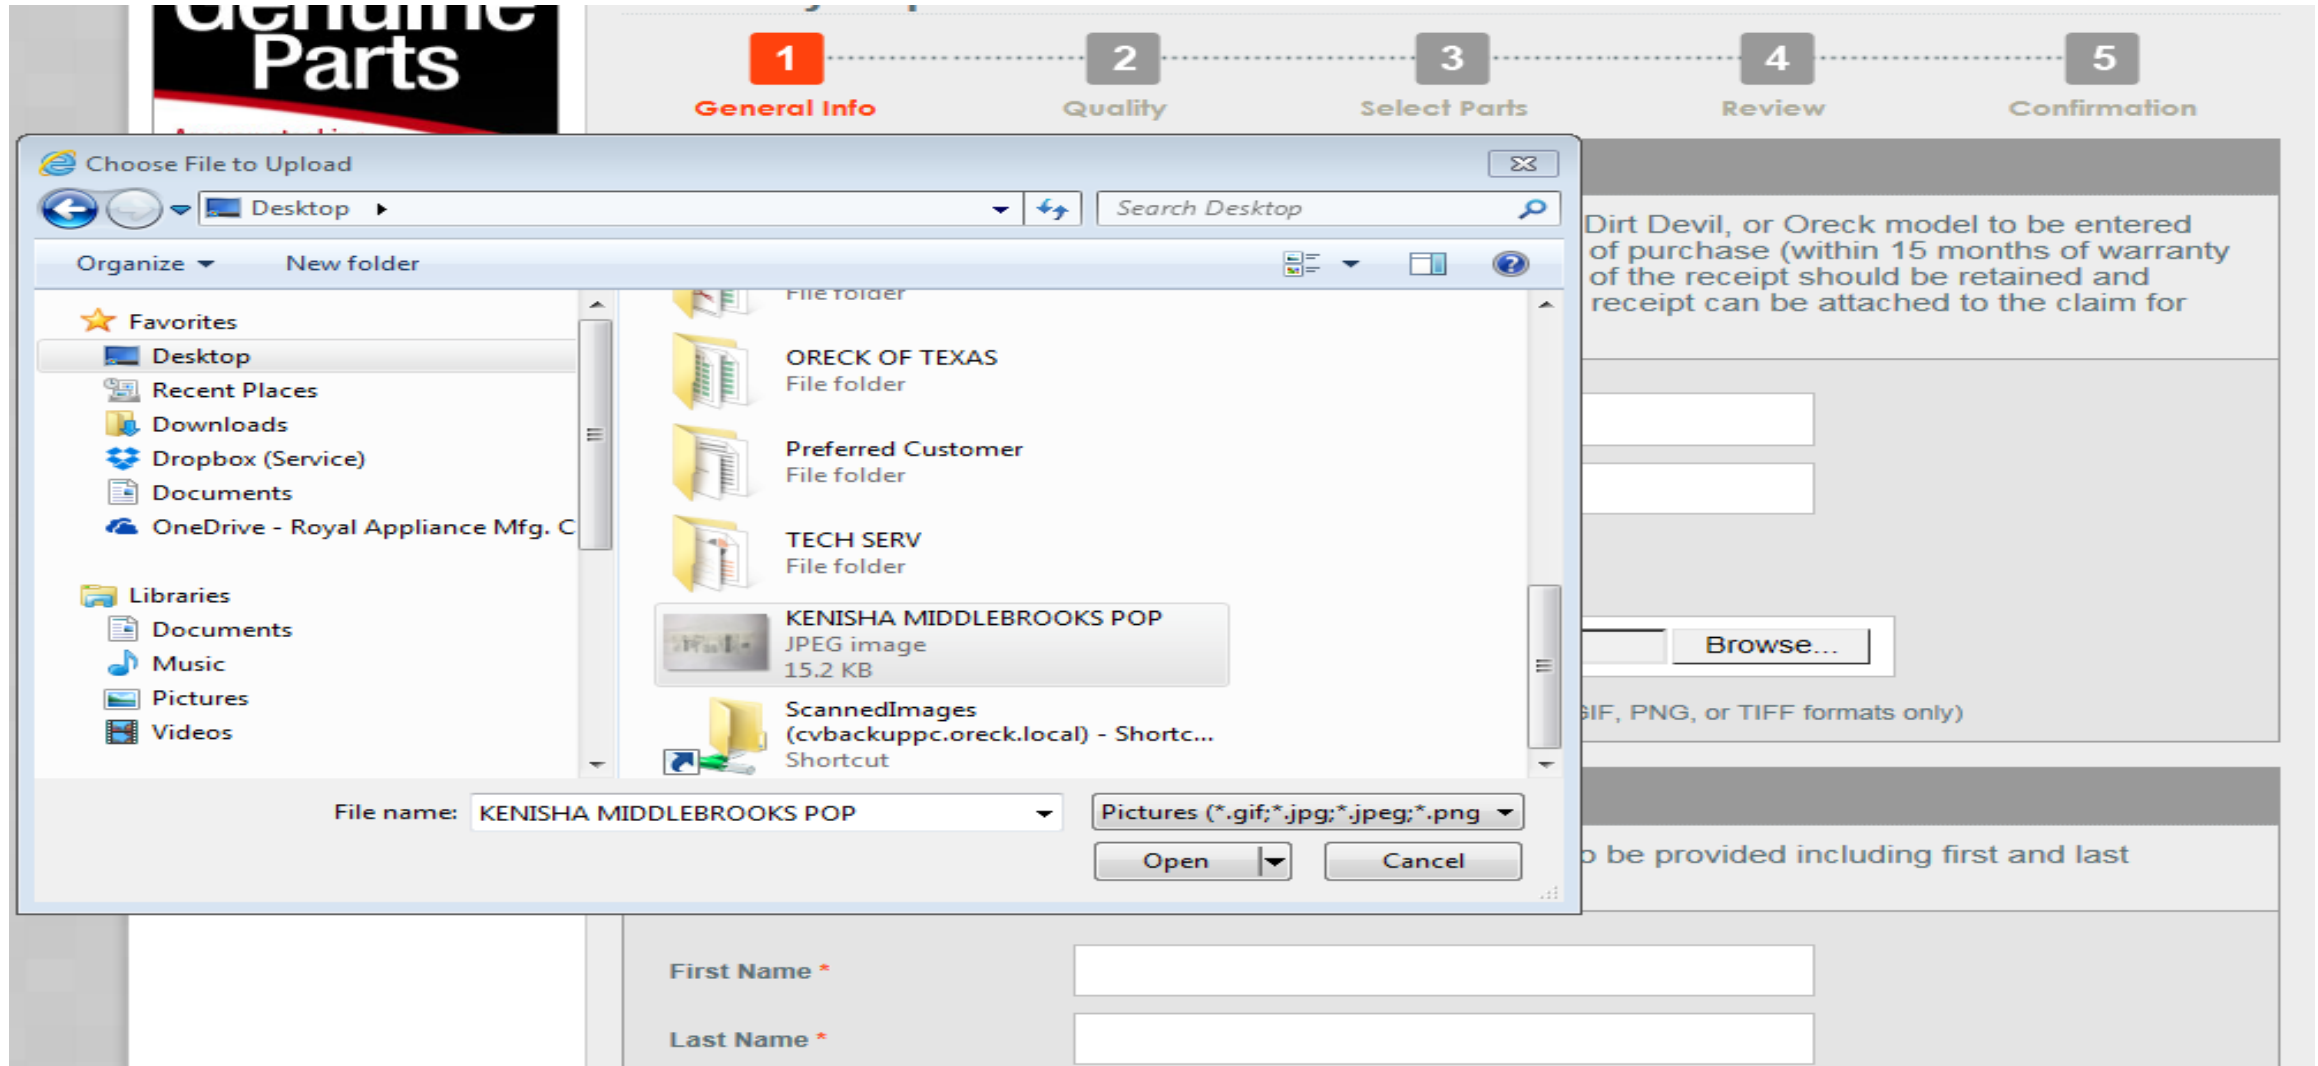 Genuine
Parts
1
2
3
4
5
General Info
Quality
Select Parts
Review
Confirmation
Choose File to Upload
Desktop
Search Desktop
Organize
New folder
Favorites
Desktop
Recent Places
Downloads
Dropbox (Service)
Documents
OneDrive - Royal Appliance Mfg. C
Libraries
Documents
Music
Pictures
Videos
File folder
ORECK OF TEXAS
File folder
Preferred Customer
File folder
TECH SERV
File folder
KENISHA MIDDLEBROOKS POP
JPEG image
15.2 KB
ScannedImages
(cvbackuppc.oreck.local) - Shortc...
Shortcut
File name: KENISHA MIDDLEBROOKS POP
Pictures (*.gif;*.jpg;*.jpeg;*.png
Open
Cancel
Dirt Devil, or Oreck model to be entered
of purchase (within 15 months of warranty
of the receipt should be retained and
receipt can be attached to the claim for
Browse...
GIF, PNG, or TIFF formats only)
be provided including first and last
First Name *
Last Name *